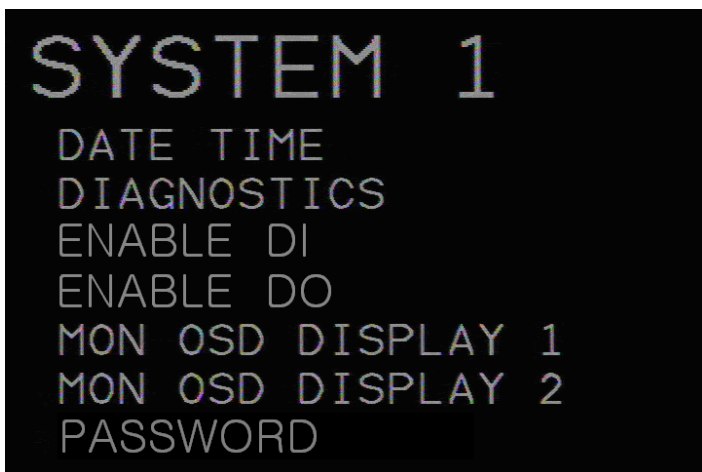 SYSTEM 1
DATE TIME
DIAGNOSTICS
ENABLE DI
ENABLE DO
MON OSD DISPLAY 1
MON OSD DISPLAY 2
PASSWORD